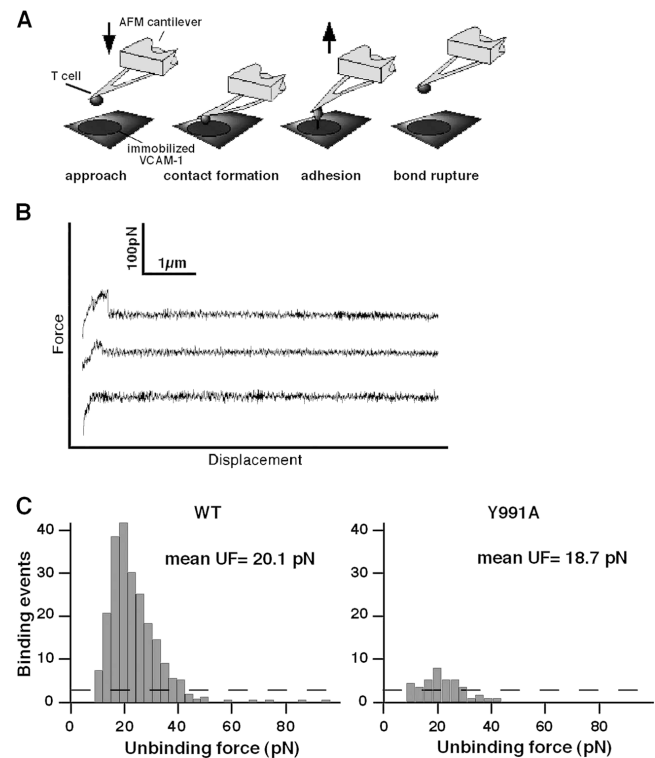 A
AFM cantilever
T cell
immobilized
VCAM-1
approach
contact formation
adhesion
bond rupture
B
100pN
1µm
Force
Displacement
C
WT
Y991A
mean UF= 20.1 pN
mean UF= 18.7 pN
Binding events
40
30
20
10
0
0 20 40 60 80
Unbinding force (pN)
40
30
20
10
0
0 20 40 60 80
Unbinding force (pN)